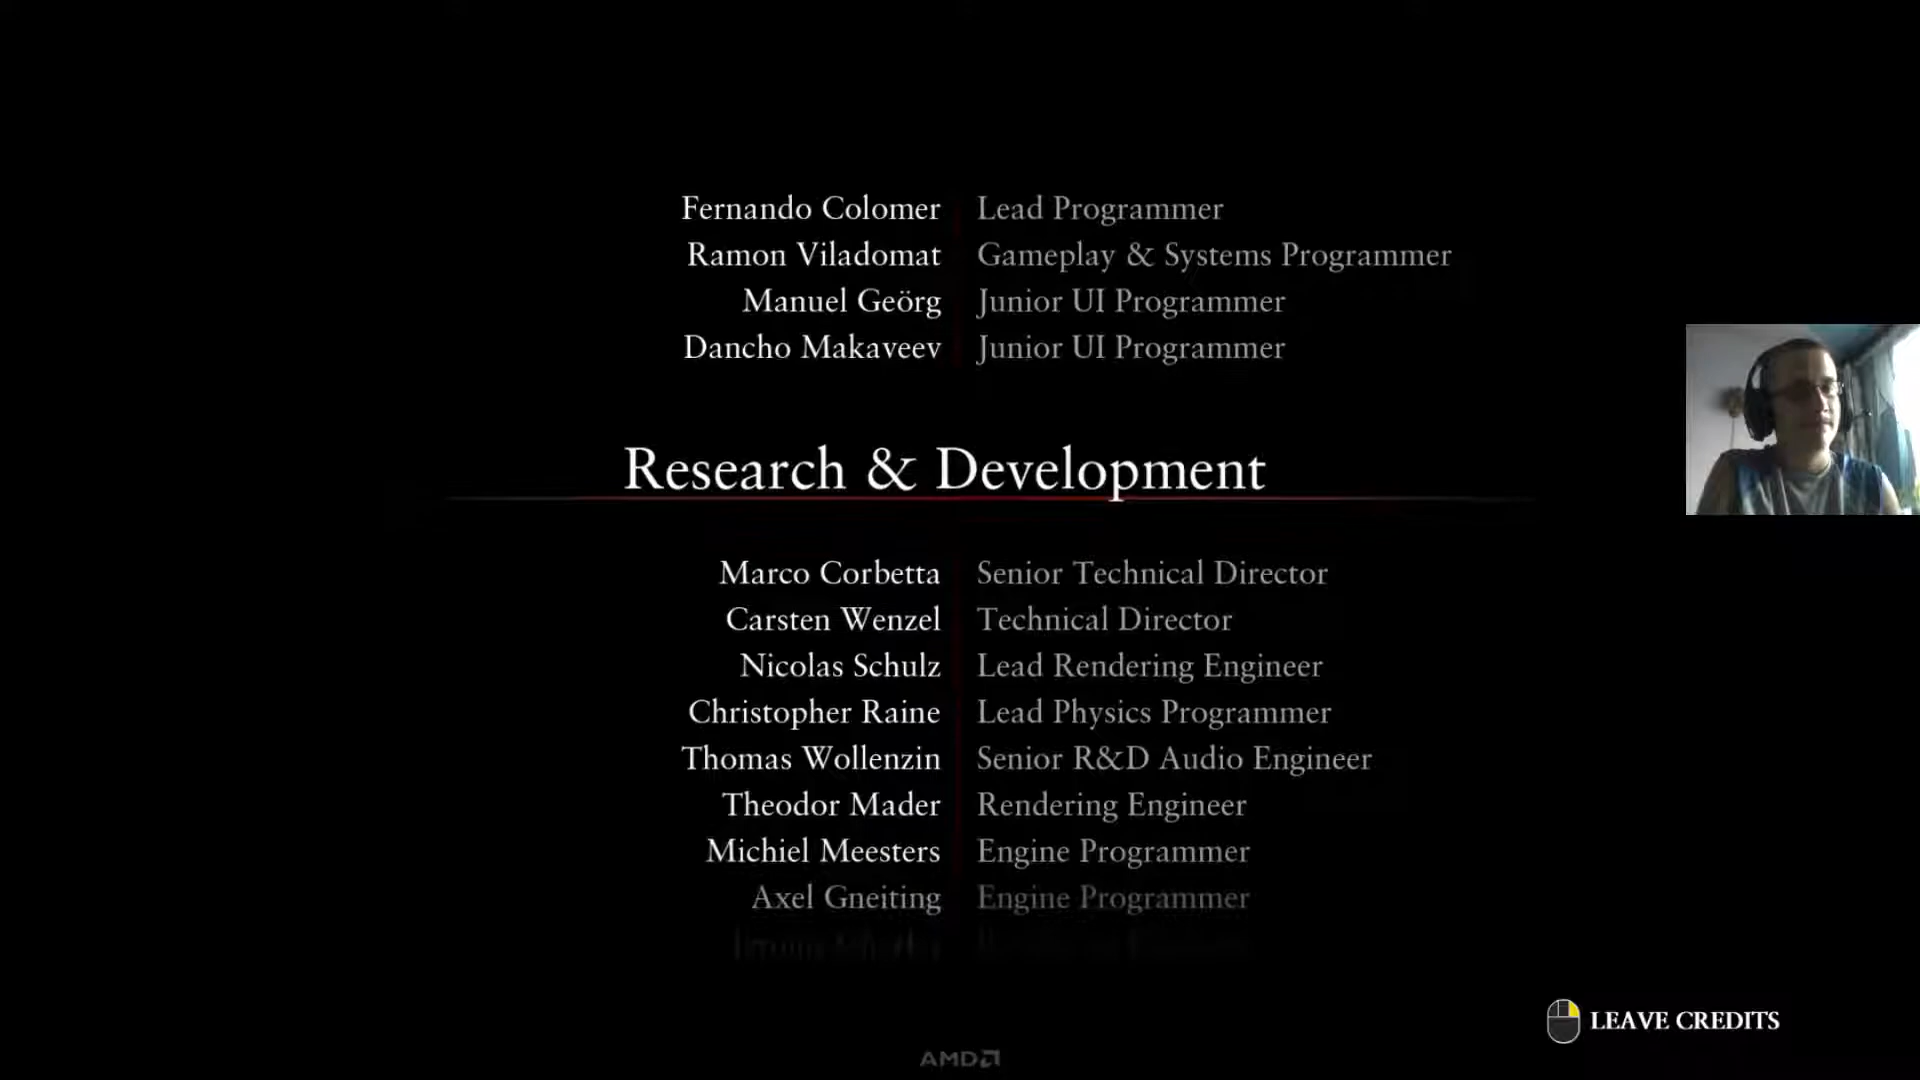 Fernando Colomer Lead Programmer
Ramon Viladomat Gameplay & Systems Programmer
Manuel Geörg Junior UI Programmer
Dancho Makaveev Junior UI Programmer
Research & Development
Marco Corbetta Senior Technical Director
Carsten Wenzel Technical Director
Nicolas Schulz Lead Rendering Engineer
Christopher Raine Lead Physics Programmer
Thomas Wollenzin Senior R&D Audio Engineer
Theodor Mader Rendering Engineer
Michiel Meesters Engine Programmer
Axel Gneiting Engine Programmer
LEAVE CREDITS
AMD